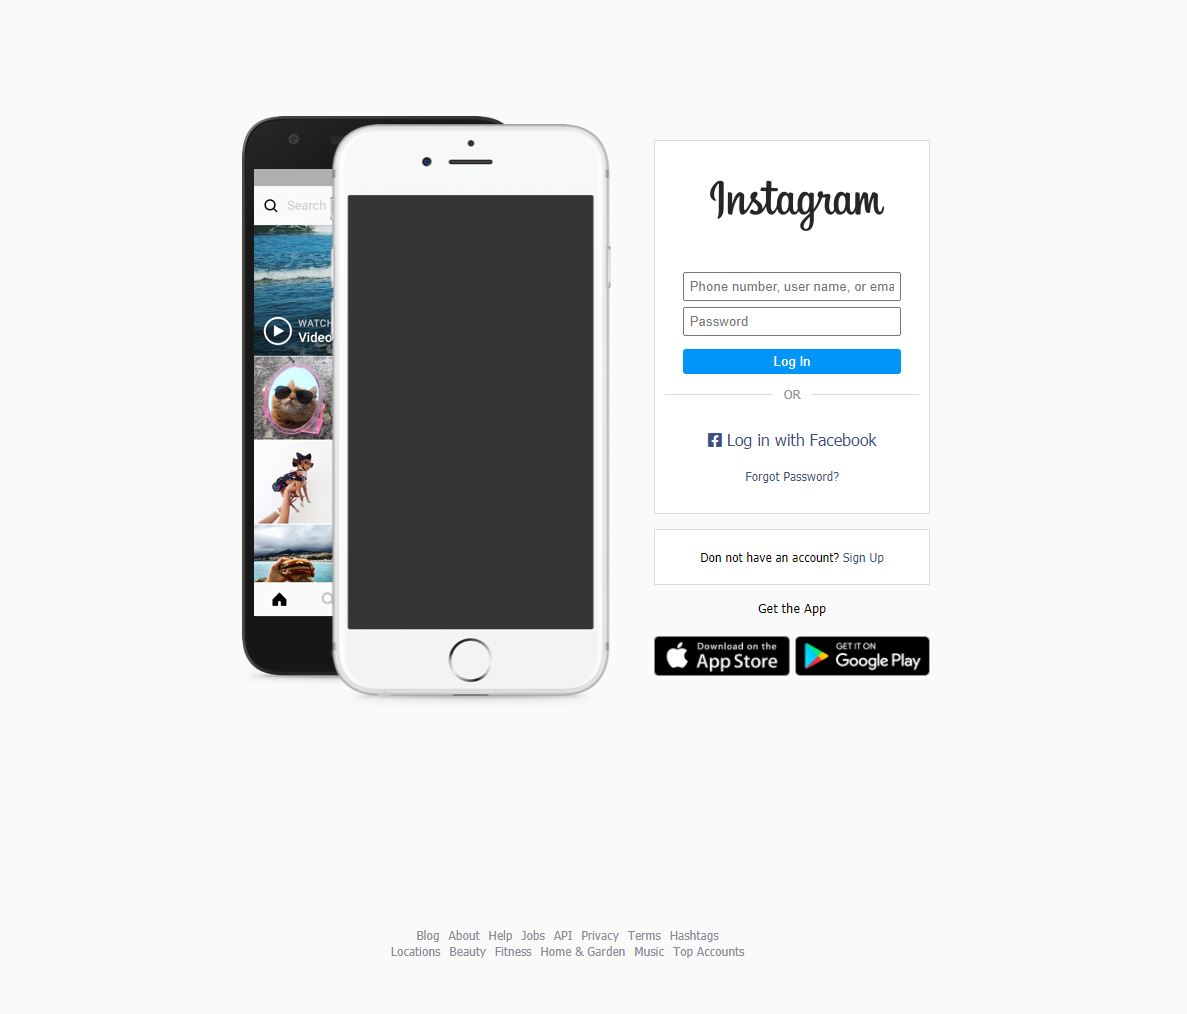 Search
WATCH
Video
Instagram
Phone number, user name, or ema
Password
Log In
OR
Log in with Facebook
Forgot Password?
Don not have an account? Sign Up
Get the App
Download on the
App Store
GET IT ON
Google Play
Blog About Help Jobs API Privacy Terms Hashtags
Locations Beauty Fitness Home & Garden Music Top Accounts